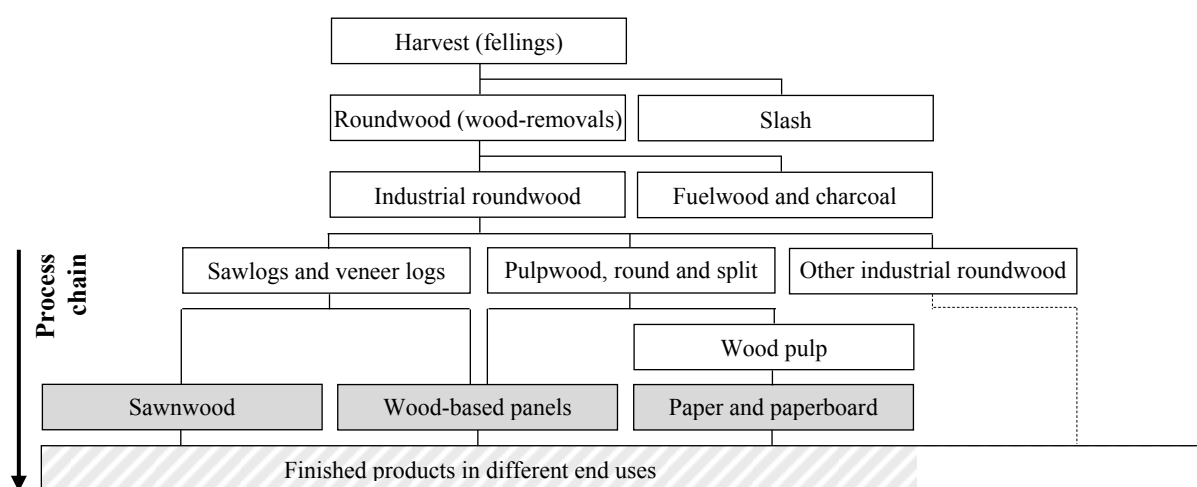 Harvest (fellings)
Roundwood (wood-removals)
Slash
Industrial roundwood
Fuelwood and charcoal
Process
chain
Sawlogs and veneer logs
Pulpwood, round and split
Other industrial roundwood
Wood pulp
Sawnwood
Wood-based panels
Paper and paperboard
Finished products in different end uses